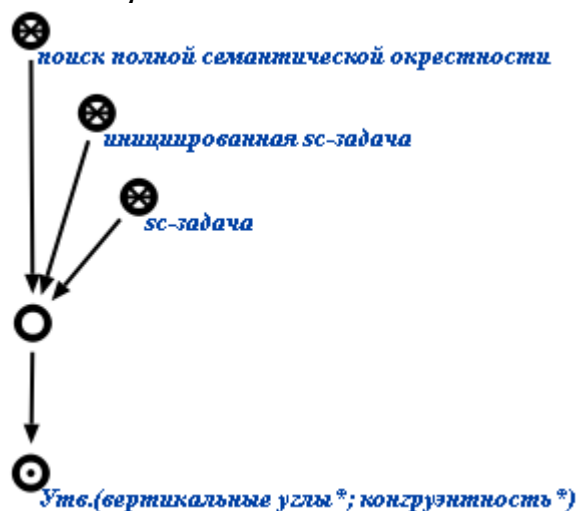 поиск полной семантической окрестности
инициированная sc-задача
sc-задача
Утв.(вертикальные углы*; конгруэнтность*)